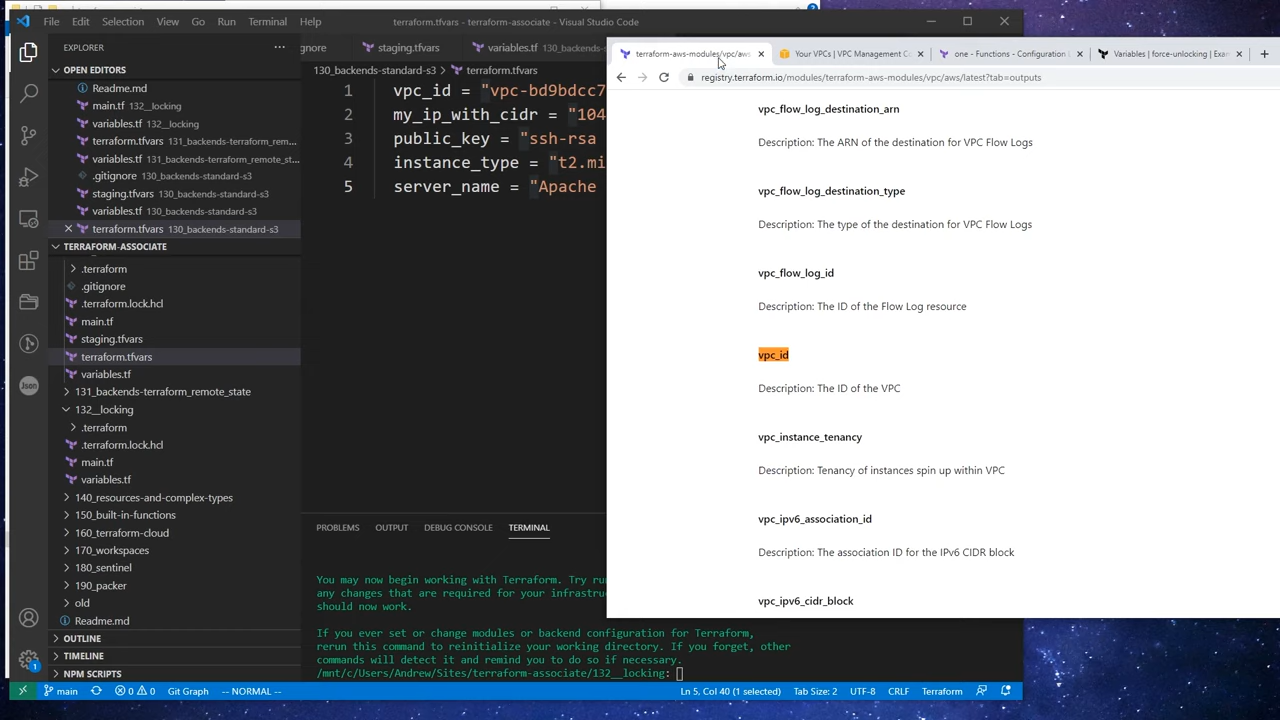 File Edit Selection View Go Run Terminal Help
terraform.tfvars - terraform-associate - Visual Studio Code
EXPLORER
OPEN EDITORS
Readme.md
main.tf 132__locking
variables.tf 132__locking
terraform.tfvars 131_backends-terraform_rem...
variables.tf 131_backends-terraform_remote_st...
.gitignore 130_backends-standard-s3
staging.tfvars 130_backends-standard-s3
variables.tf 130_backends-standard-s3
terraform.tfvars 130_backends-standard-s3
TERRAFORM-ASSOCIATE
.terraform
.gitignore
.terraform.lock.hcl
main.tf
staging.tfvars
terraform.tfvars
variables.tf
131_backends-terraform_remote_state
132__locking
.terraform
.terraform.lock.hcl
main.tf
variables.tf
140_resources-and-complex-types
150_built-in-functions
160_terraform-cloud
170_workspaces
180_sentinel
190_packer
old
Readme.md
OUTLINE
TIMELINE
NPM SCRIPTS
Json
1
gnore staging.tfvars variables.tf 130_backends
130_backends-standard-s3 > terraform.tfvars
1 vpc_id = "vpc-bd9bdcc7
2 my_ip_with_cidr = "104
3 public_key = "ssh-rsa
4 instance_type = "t2.mi
5 server_name = "Apache
PROBLEMS OUTPUT DEBUG CONSOLE TERMINAL
You may now begin working with Terraform. Try ru
any changes that are required for your infrastru
should now work.
If you ever set or change modules or backend configuration for Terraform,
rerun this command to reinitialize your working directory. If you forget, other
commands will detect it and remind you to do so if necessary.
/mnt/c/Users/Andrew/Sites/terraform-associate/132__locking:
main 0 0 Git Graph -- NORMAL -- Ln 5, Col 40 (1 selected) Tab Size: 2 UTF-8 CRLF Terraform
terraform-aws-modules/vpc/aws Your VPCs | VPC Management C one - Functions - Configuration L Variables | force-unlocking | Exa
registry.terraform.io/modules/terraform-aws-modules/vpc/aws/latest?tab=outputs
vpc_flow_log_destination_arn
Description: The ARN of the destination for VPC Flow Logs
vpc_flow_log_destination_type
Description: The type of the destination for VPC Flow Logs
vpc_flow_log_id
Description: The ID of the Flow Log resource
vpc_id
Description: The ID of the VPC
vpc_instance_tenancy
Description: Tenancy of instances spin up within VPC
vpc_ipv6_association_id
Description: The association ID for the IPv6 CIDR block
vpc_ipv6_cidr_block